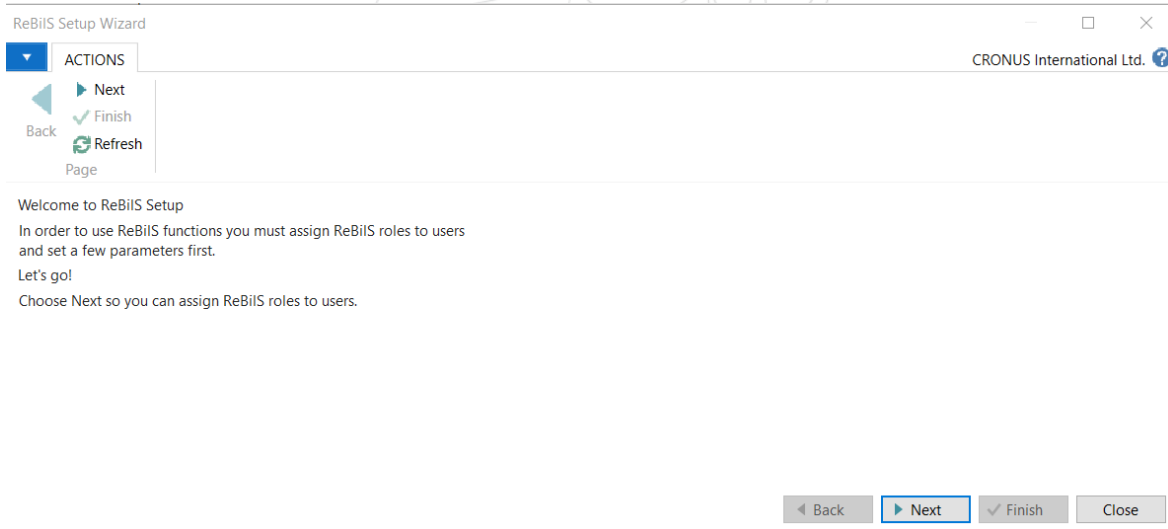 ReBilS Setup Wizard
ACTIONS
CRONUS International Ltd.
?
Next
Finish
Back
Refresh
Page
Welcome to ReBilS Setup
In order to use ReBilS functions you must assign ReBilS roles to users
and set a few parameters first.
Let's go!
Choose Next so you can assign ReBilS roles to users.
Back Next Finish Close